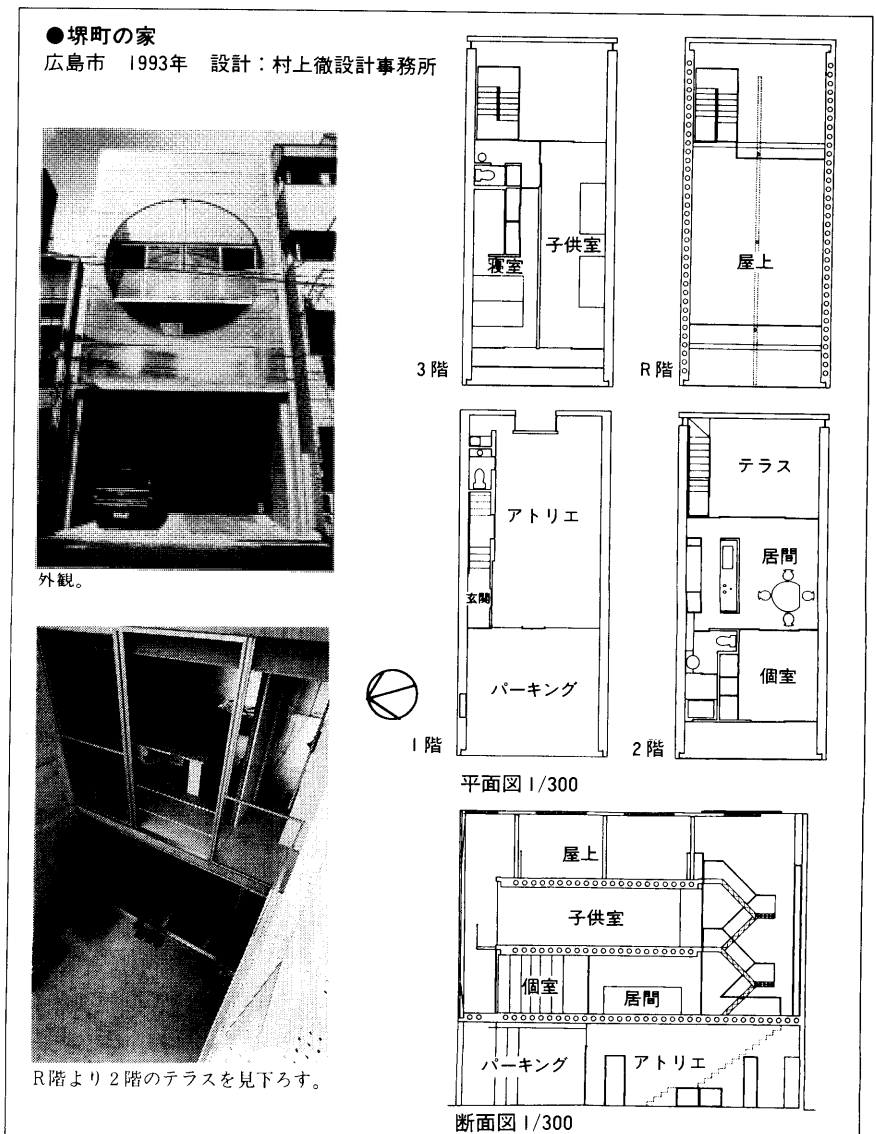 ●堺町の家
広島市 1993年 設計：村上徹設計事務所
外観。
R階より2階のテラスを見下ろす。
寝室
子供室
3階
屋上
R階
アトリエ
玄関
パーキング
1階
テラス
居間
個室
2階
平面図1/300
屋上
子供室
個室
居間
パーキング
アトリエ
断面図1/300